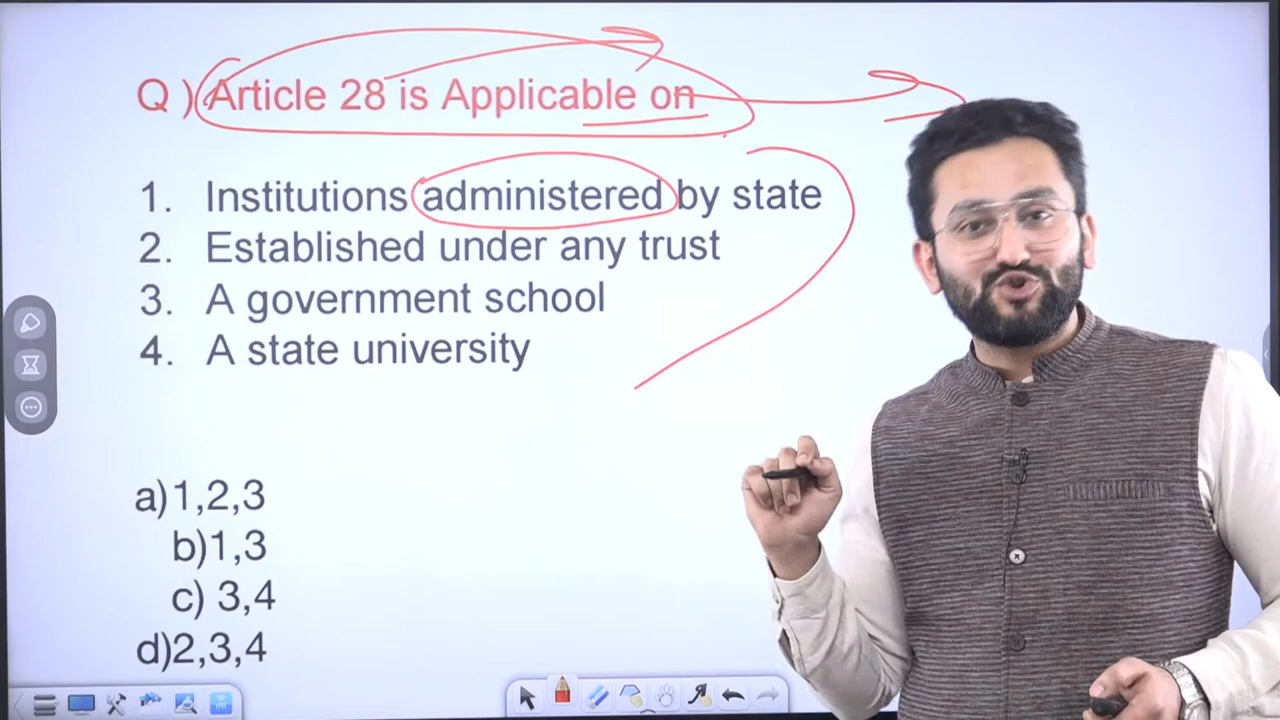 Q ) Article 28 is Applicable on
1. Institutions administered by state
2. Established under any trust
3. A government school
4. A state university
a)1,2,3
b)1,3
c) 3,4
d)2,3,4